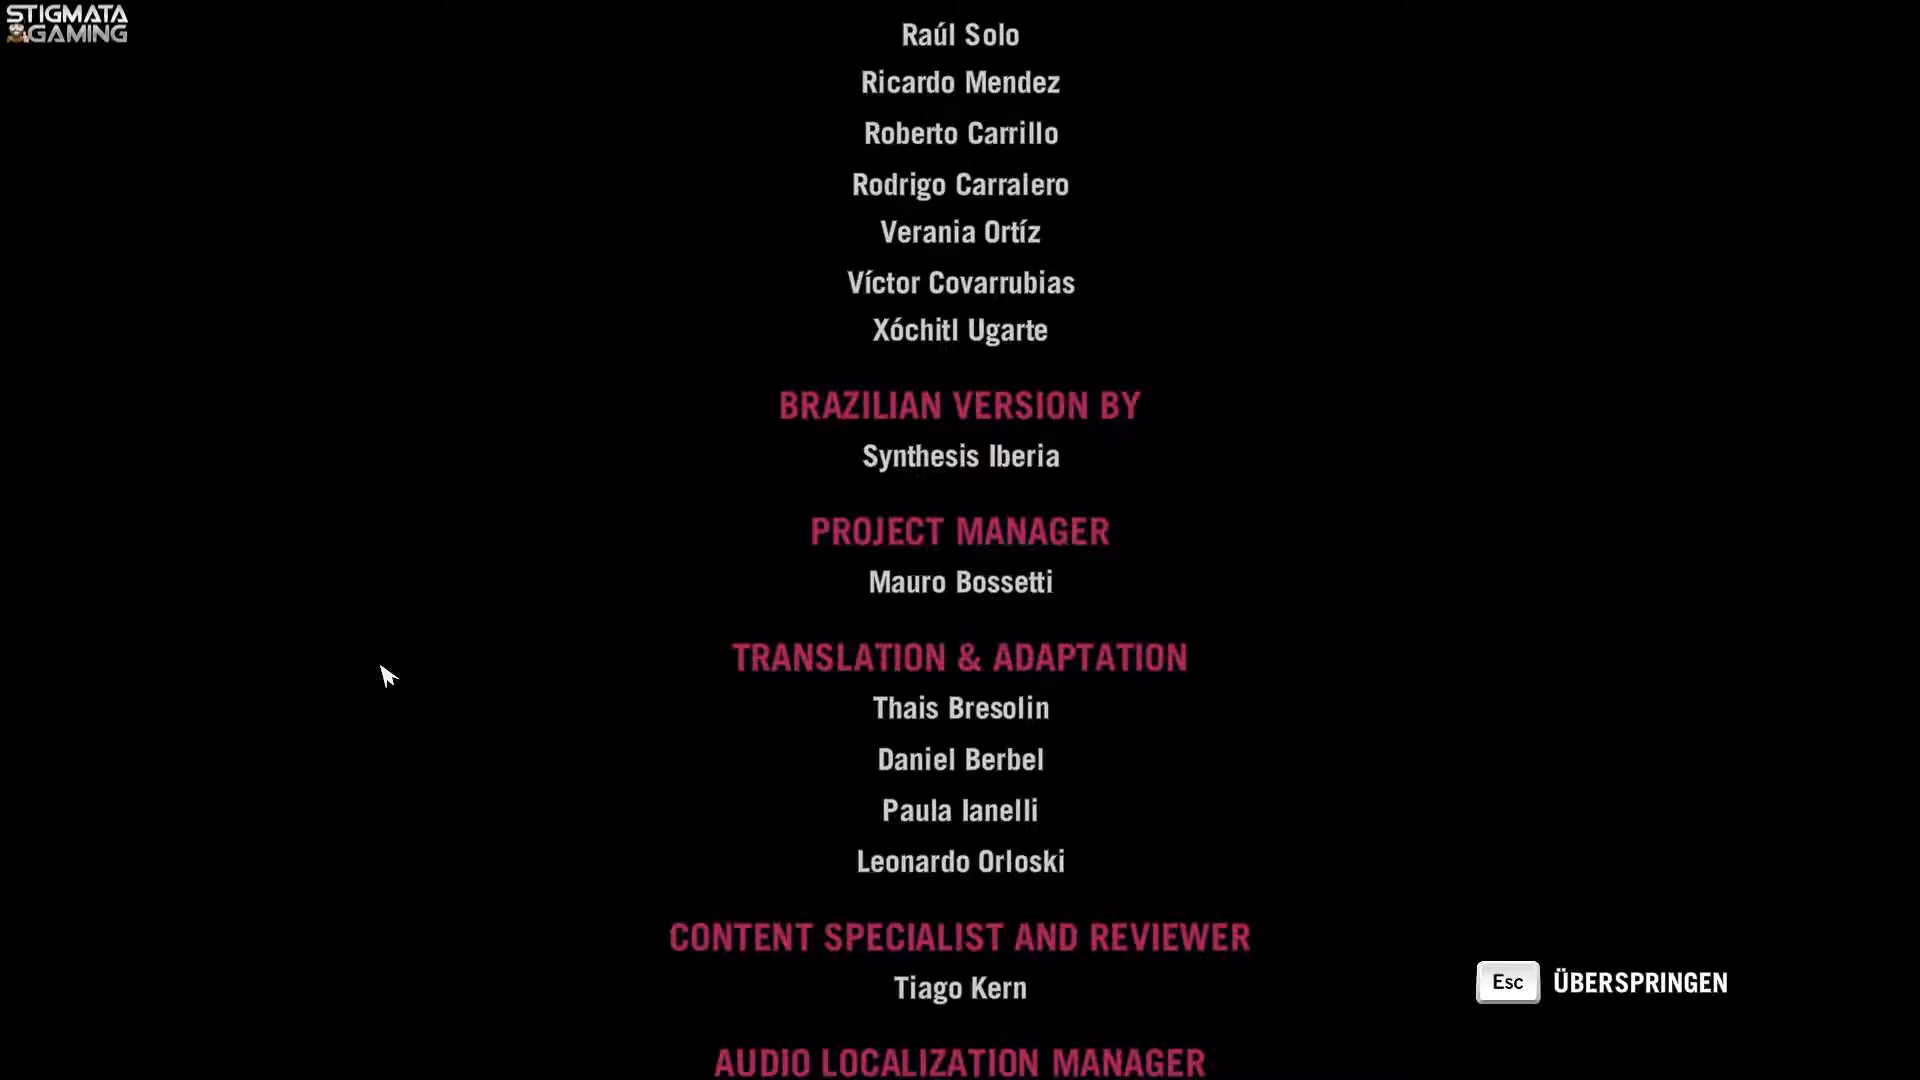 STIGMATA
GAMING
Raúl Solo
Ricardo Mendez
Roberto Carrillo
Rodrigo Carralero
Verania Ortíz
Víctor Covarrubias
Xóchitl Ugarte
BRAZILIAN VERSION BY
Synthesis Iberia
PROJECT MANAGER
Mauro Bossetti
TRANSLATION & ADAPTATION
Thais Bresolin
Daniel Berbel
Paula Ianelli
Leonardo Orloski
CONTENT SPECIALIST AND REVIEWER
Tiago Kern
Esc ÜBERSPRINGEN
AUDIO LOCALIZATION MANAGER